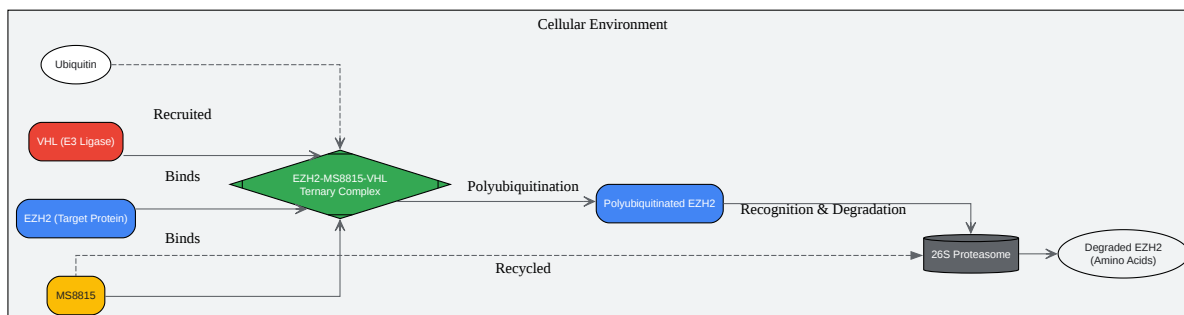 Cellular Environment
Ubiquitin
Recruited
VHL (E3 Ligase)
Binds
EZH2-MS8815-VHL
Ternary Complex
Polyubiquitination
Polyubiquitinated EZH2
Recognition & Degradation
EZH2 (Target Protein)
Binds
26S Proteasome
Degraded EZH2
(Amino Acids)
Recycled
MS8815